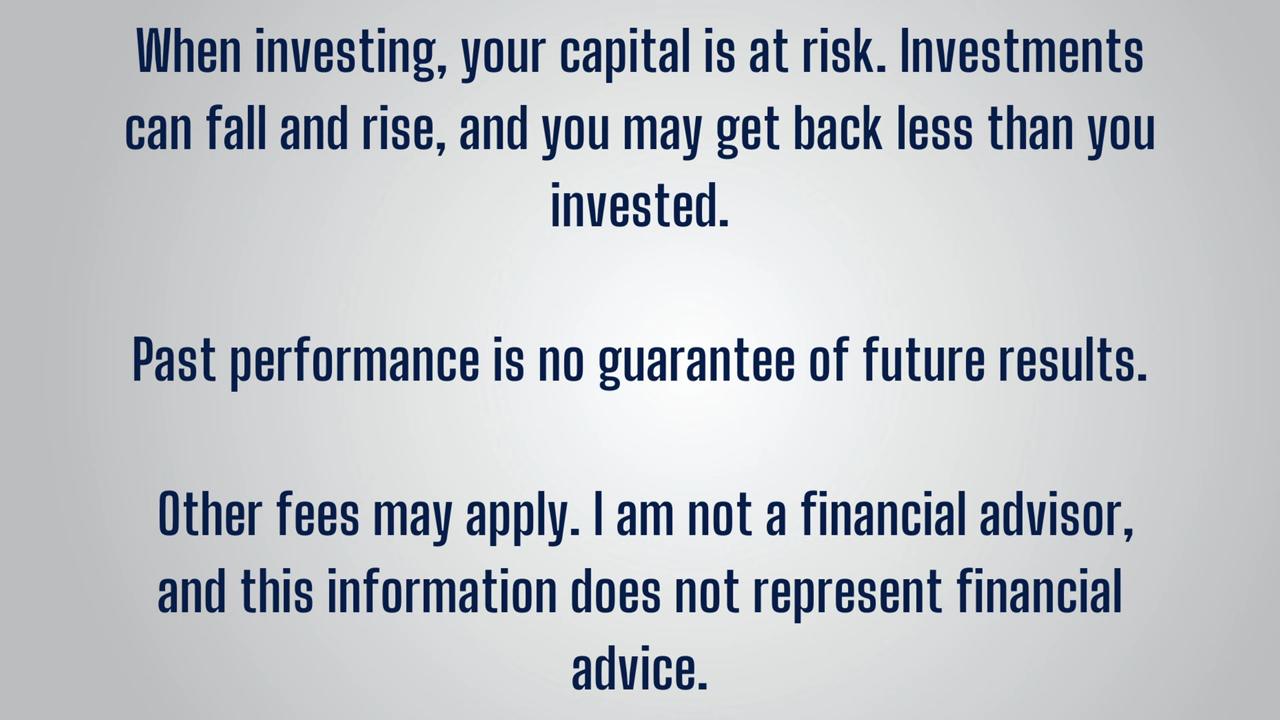 When investing, your capital is at risk. Investments
can fall and rise, and you may get back less than you
invested.
Past performance is no guarantee of future results.
Other fees may apply. I am not a financial advisor,
and this information does not represent financial
advice.